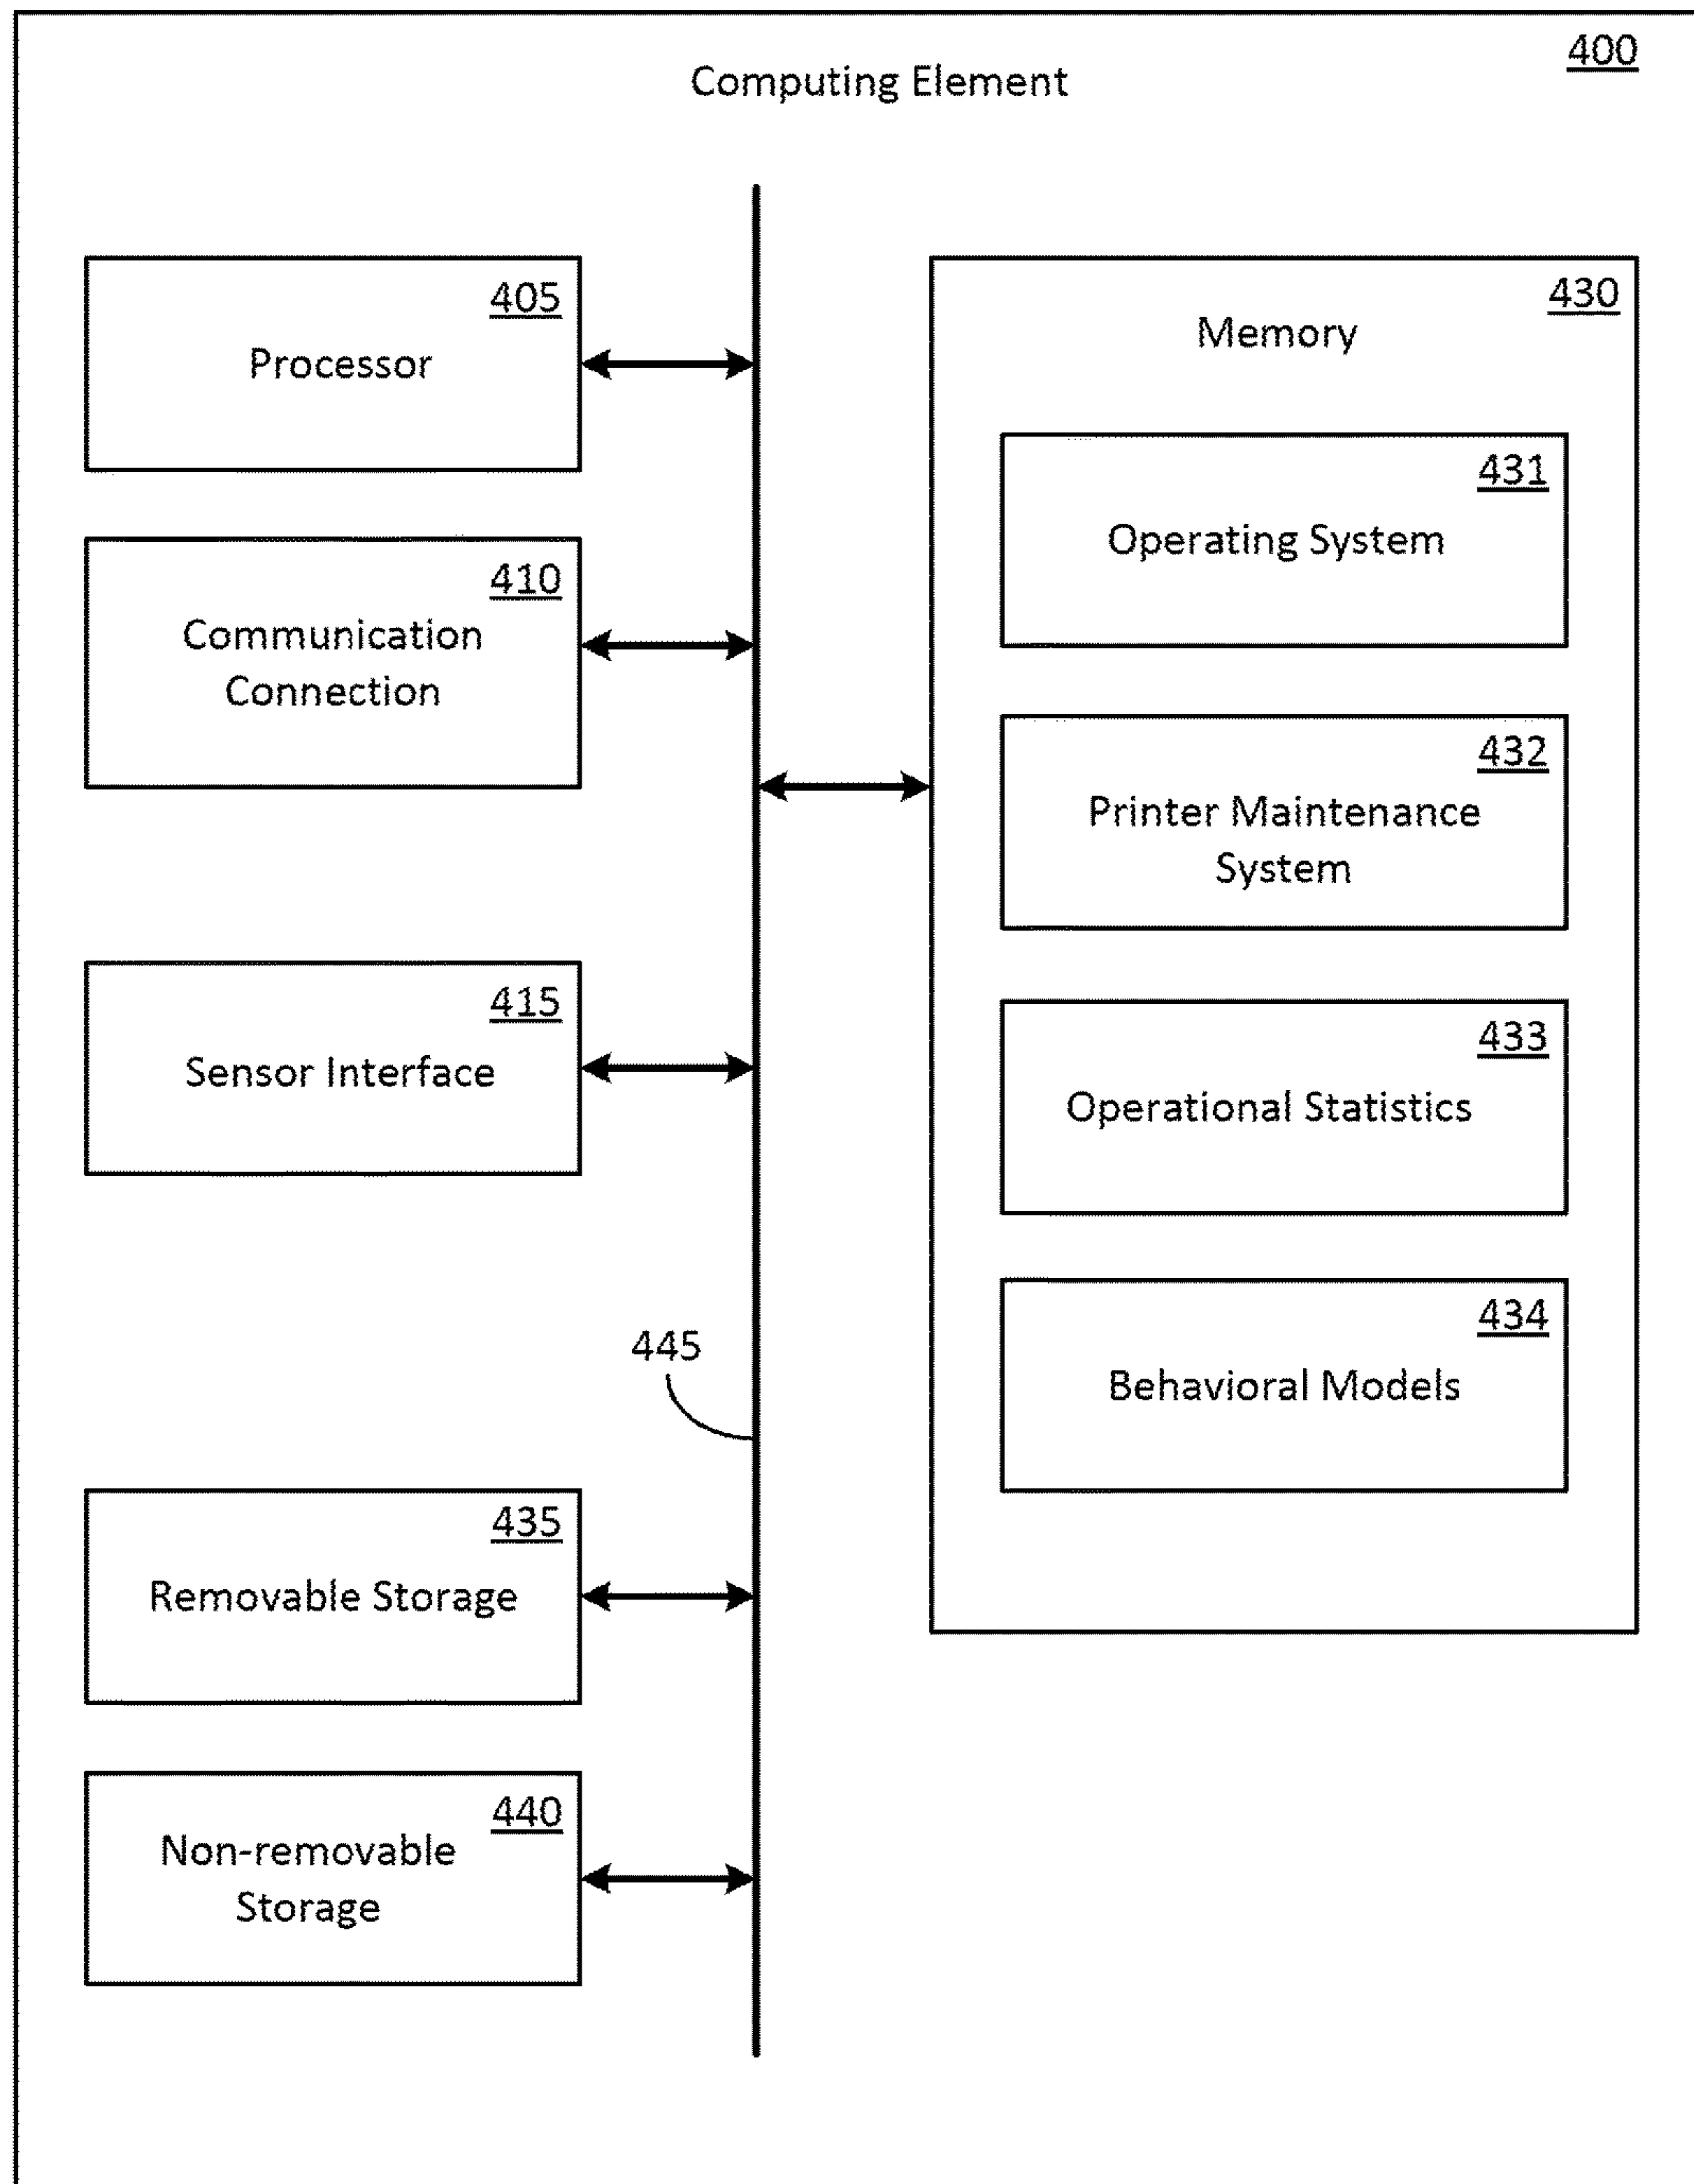 400
Computing Element
405
Processor
410
Communication
Connection
415
Sensor Interface
445
435
Removable Storage
440
Non-removable
Storage
430
Memory
431
Operating System
432
Printer Maintenance
System
433
Operational Statistics
434
Behavioral Models